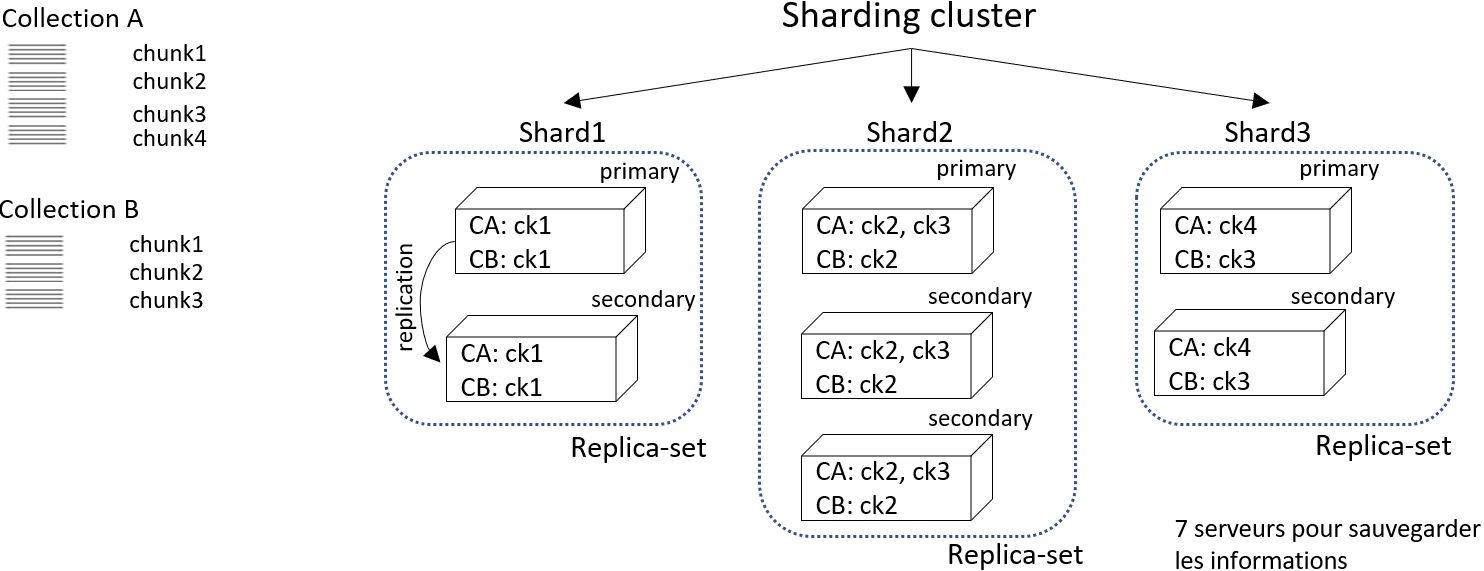 Collection A
chunk1
chunk2
chunk3
chunk4
Collection B
chunk1
chunk2
chunk3
Sharding cluster
Shard1
primary
CA: ck1
CB: ck1
replication
secondary
CA: ck1
CB: ck1
Replica-set
Shard2
primary
CA: ck2, ck3
CB: ck2
secondary
CA: ck2, ck3
CB: ck2
secondary
CA: ck2, ck3
CB: ck2
Replica-set
Shard3
primary
CA: ck4
CB: ck3
secondary
CA: ck4
CB: ck3
Replica-set
7 serveurs pour sauvegarder
les informations